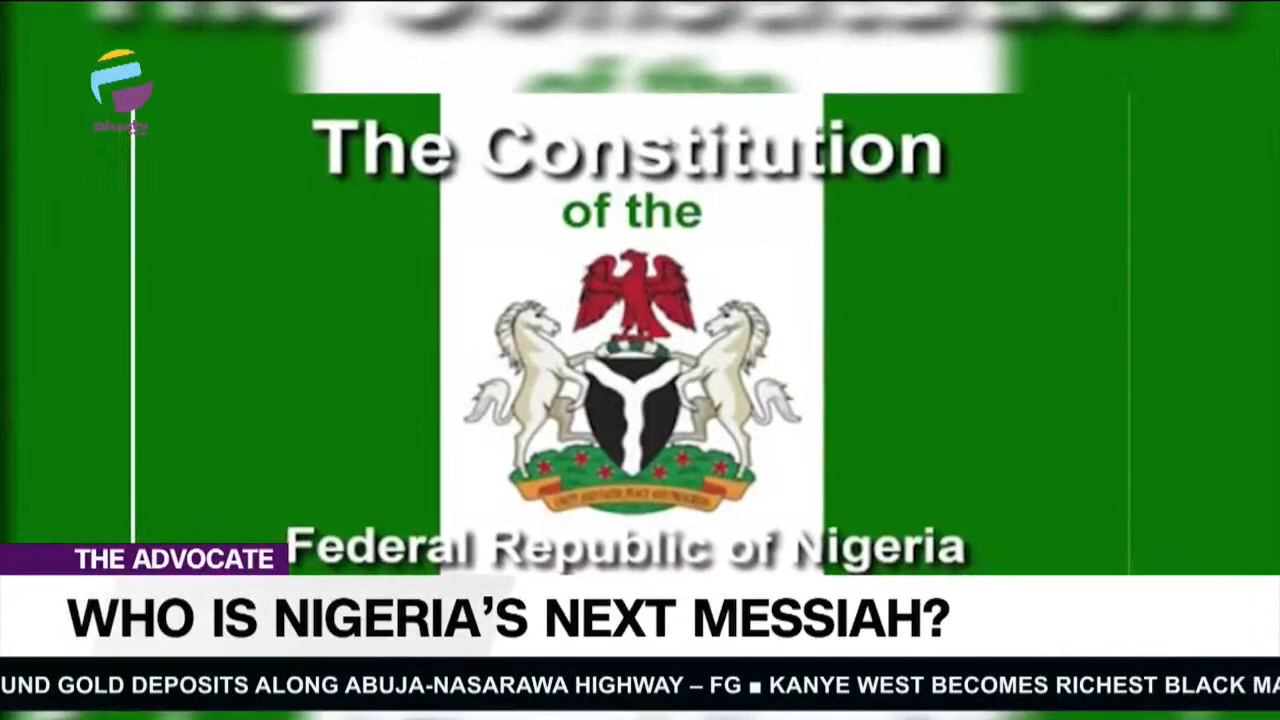 The Constitution
of the
Federal Republic of Nigeria
THE ADVOCATE
WHO IS NIGERIA'S NEXT MESSIAH?
UND GOLD DEPOSITS ALONG ABUJA-NASARAWA HIGHWAY – FG ■ KANYE WEST BECOMES RICHEST BLACK MA